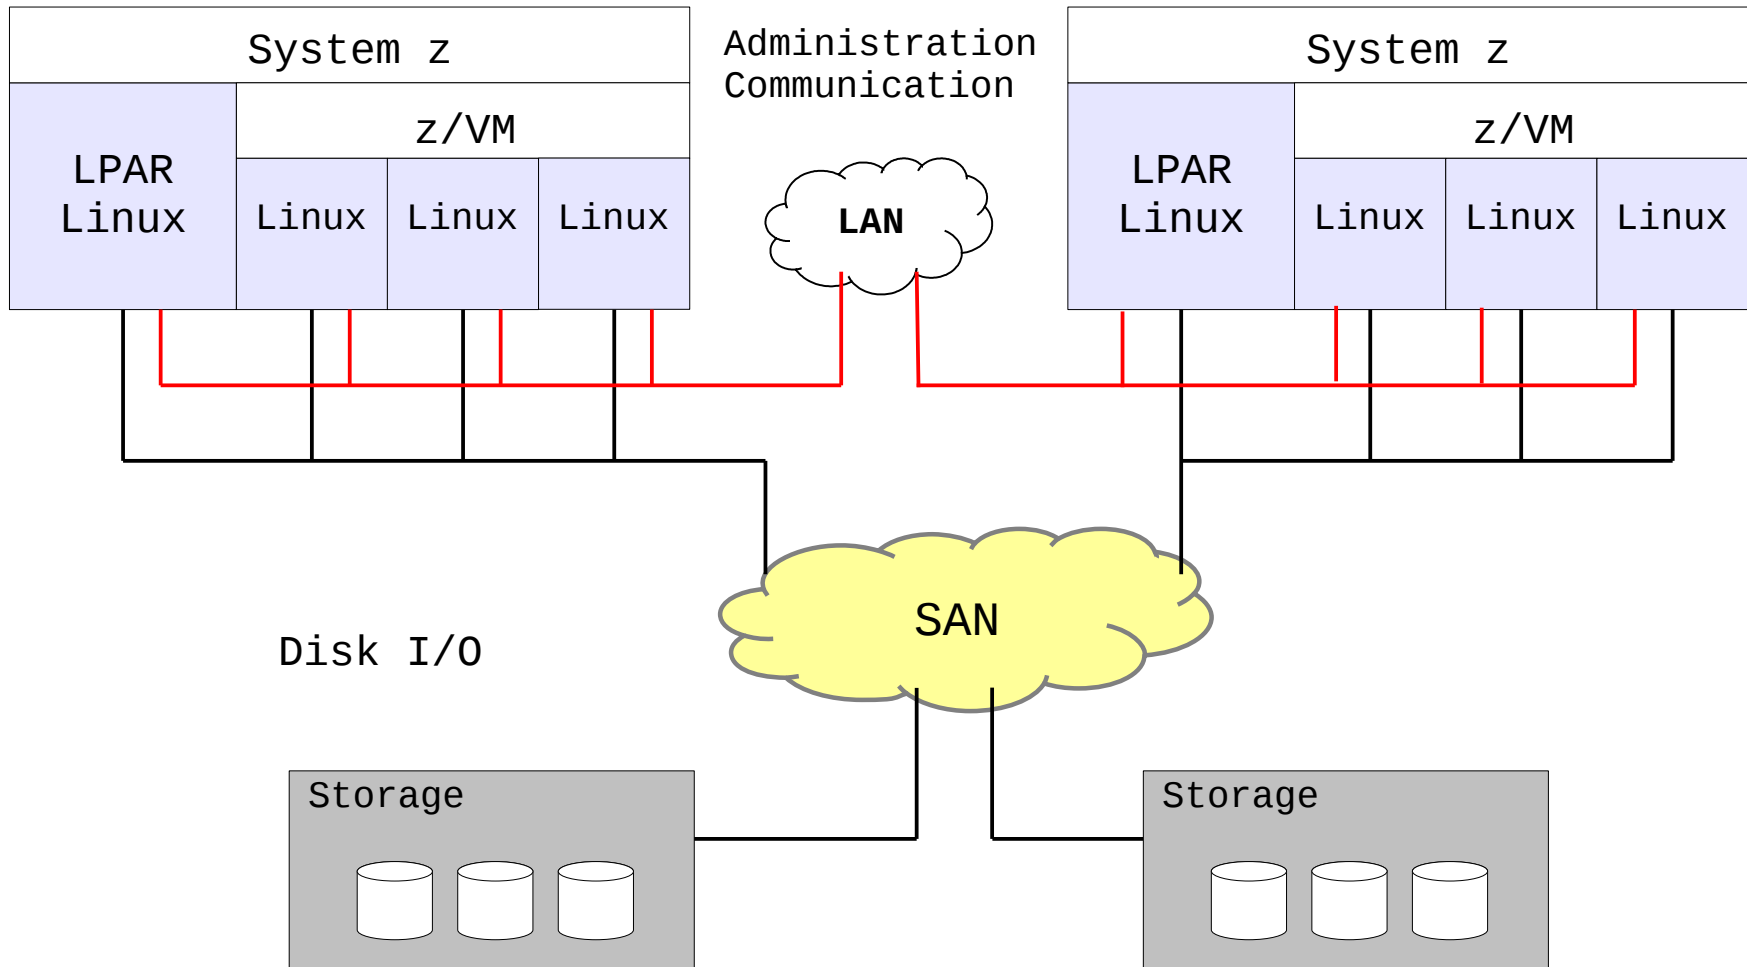 System z
z/VM
LPAR
Linux
Linux
Linux
Linux
Administration
Communication
LAN
System z
z/VM
LPAR
Linux
Linux
Linux
Linux
SAN
Disk I/O
Storage
Storage